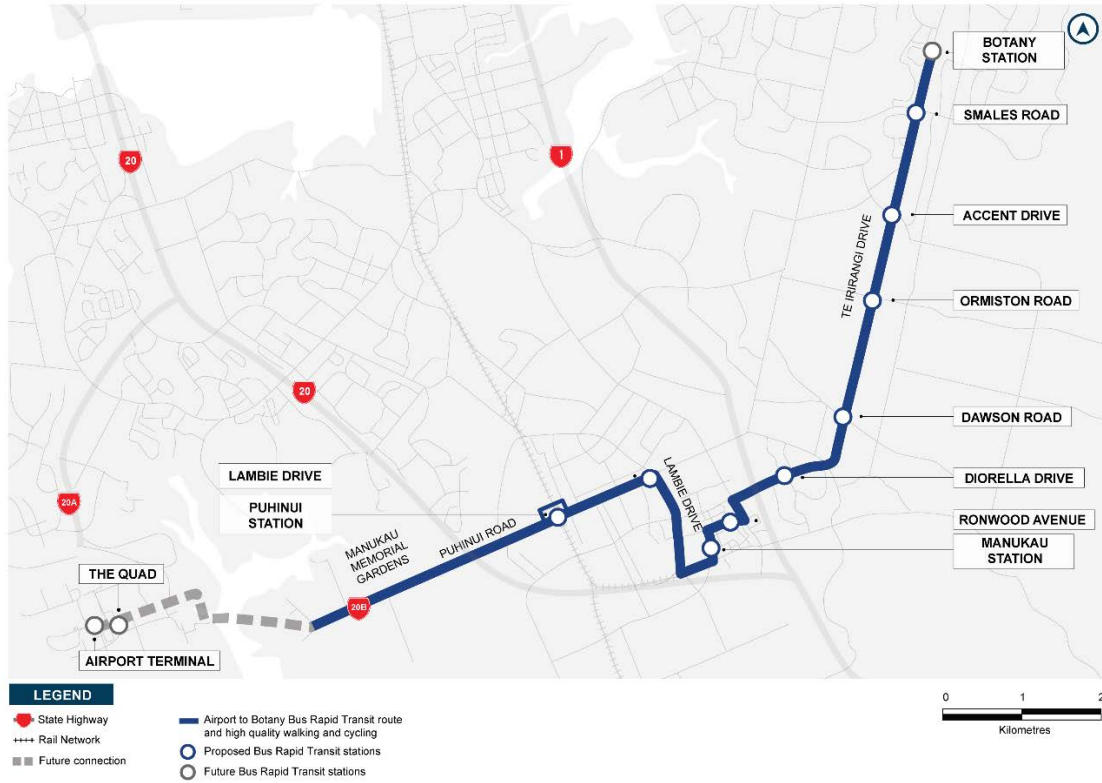 BOTANY
STATION
SMALES ROAD
1
20
ACCENT DRIVE
TE IRIRANGI DRIVE
ORMISTON ROAD
20
DAWSON ROAD
LAMBIE DRIVE
LAMBIE DRIVE
DIORELLA DRIVE
PUHINUI
STATION
20A
RONWOOD AVENUE
PUHINUI ROAD
MANUKAU
MEMORIAL
GARDENS
MANUKAU
STATION
THE QUAD
20B
AIRPORT TERMINAL
LEGEND
State Highway
Rail Network
Future connection
Airport to Botany Bus Rapid Transit route
and high quality walking and cycling
Proposed Bus Rapid Transit stations
Future Bus Rapid Transit stations
0 1 2
Kilometres